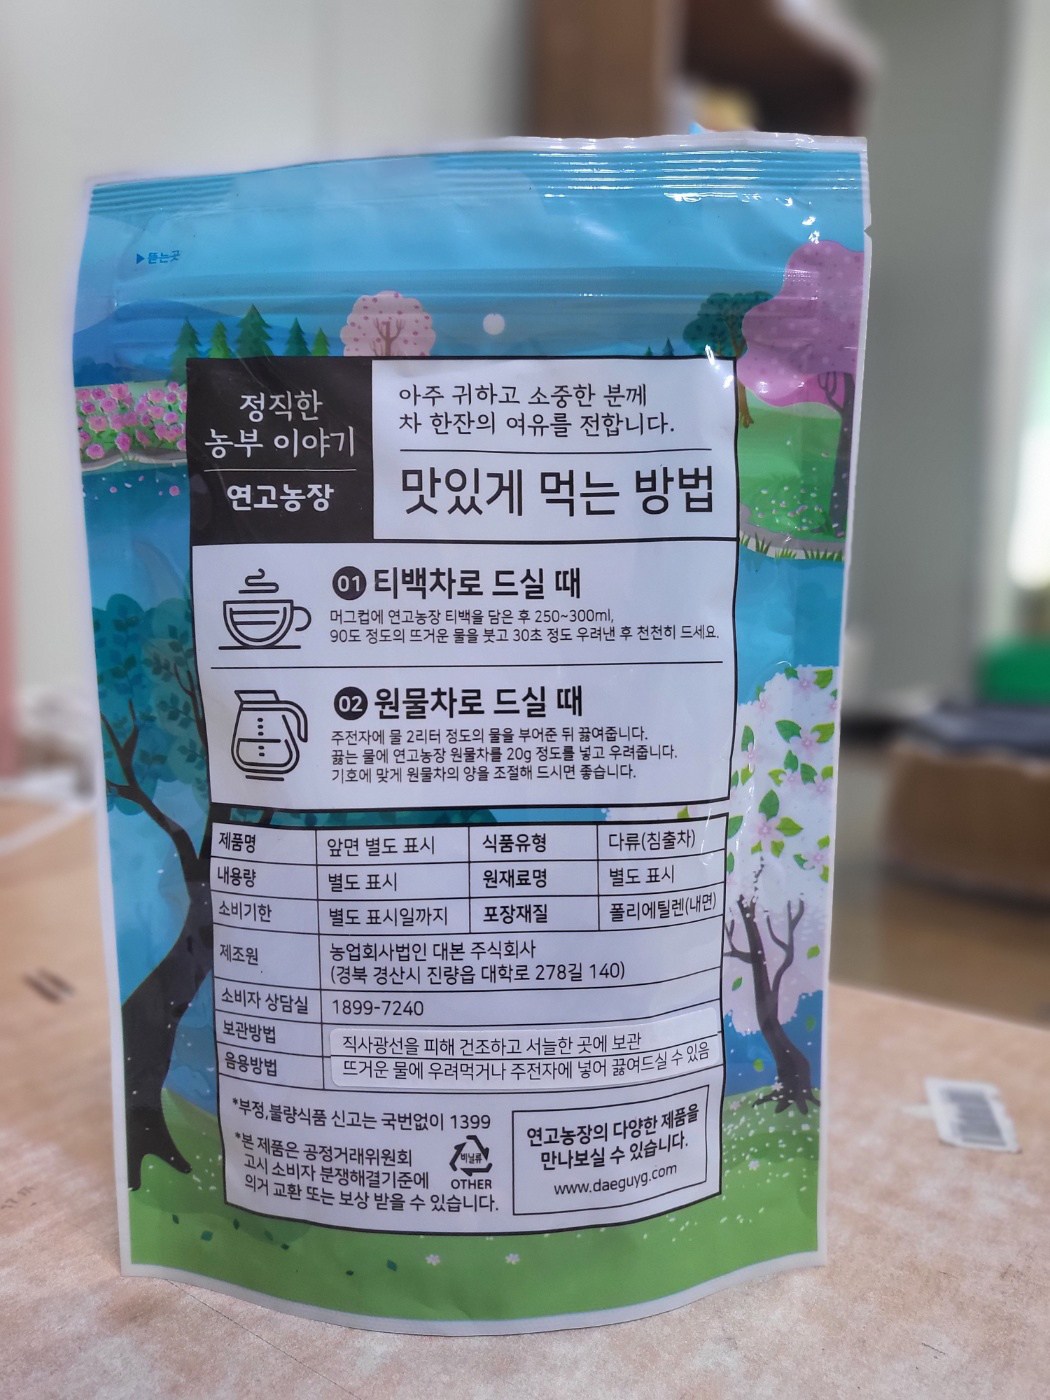 ▶뜯는곳
정직한
농부 이야기
연고농장
아주 귀하고 소중한 분께
차 한잔의 여유를 전합니다.
맛있게 먹는 방법
01 티백차로 드실 때
머그컵에 연고농장 티백을 담은 후 250~300ml,
90도 정도의 뜨거운 물을 붓고 30초 정도 우려낸 후 천천히 드세요.
02 원물차로 드실 때
주전자에 물 2리터 정도의 물을 부어준 뒤 끓여줍니다.
끓는 물에 연고농장 원물차를 20g 정도를 넣고 우려줍니다.
기호에 맞게 원물차의 양을 조절해 드시면 좋습니다.
제품명 앞면 별도 표시 식품유형 다류(침출차)
내용량 별도 표시 원재료명 별도 표시
소비기한 별도 표시일까지 포장재질 폴리에틸렌(내면)
제조원 농업회사법인 대본 주식회사
(경북 경산시 진량읍 대학로 278길 140)
소비자 상담실 1899-7240
보관방법 직사광선을 피해 건조하고 서늘한 곳에 보관
음용방법 뜨거운 물에 우려먹거나 주전자에 넣어 끓여드실 수 있음
*부정,불량식품 신고는 국번없이 1399
*본 제품은 공정거래위원회
고시 소비자 분쟁해결기준에
의거 교환 또는 보상 받을 수 있습니다.
비닐류
OTHER
연고농장의 다양한 제품을
만나보실 수 있습니다.
www.daeguyg.com